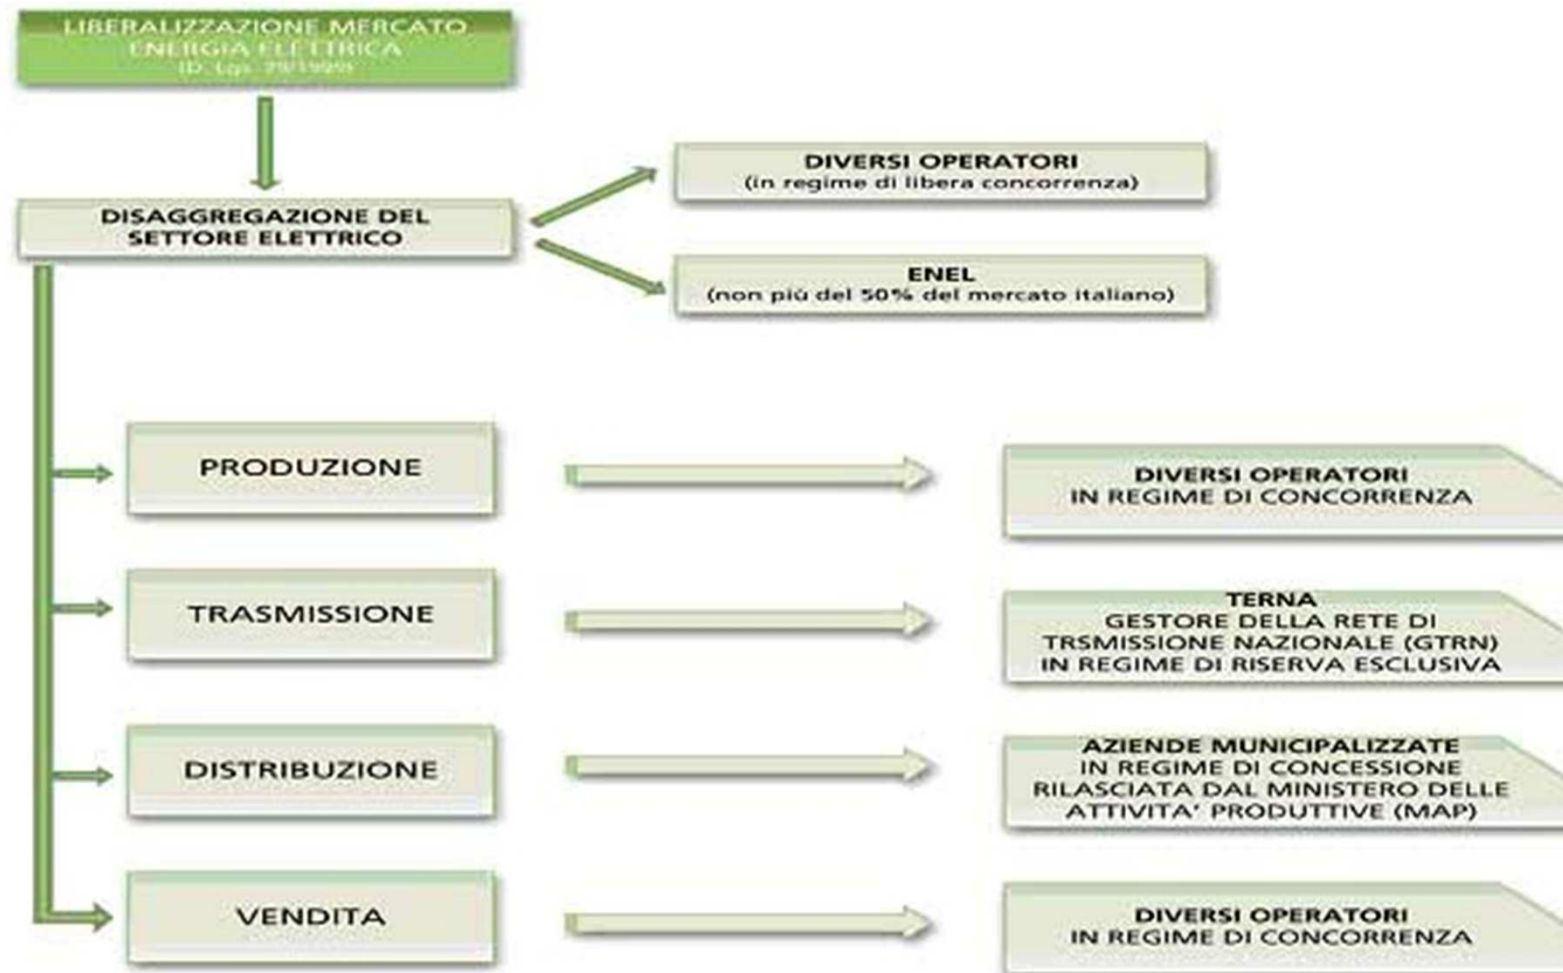 LIBERALIZZAZIONE MERCATO
ENERGIA ELETTRICA
(D. Lgs. 79/1999)
DISAGGREGAZIONE DEL
SETTORE ELETTRICO
DIVERSI OPERATORI
(in regime di libera concorrenza)
ENEL
(non più del 50% del mercato italiano)
PRODUZIONE
DIVERSI OPERATORI
IN REGIME DI CONCORRENZA
TRASMISSIONE
TERNA
GESTORE DELLA RETE DI
TRSMISSIONE NAZIONALE (GTRN)
IN REGIME DI RISERVA ESCLUSIVA
DISTRIBUZIONE
AZIENDE MUNICIPALIZZATE
IN REGIME DI CONCESSIONE
RILASCIATA DAL MINISTERO DELLE
ATTIVITA' PRODUTTIVE (MAP)
VENDITA
DIVERSI OPERATORI
IN REGIME DI CONCORRENZA